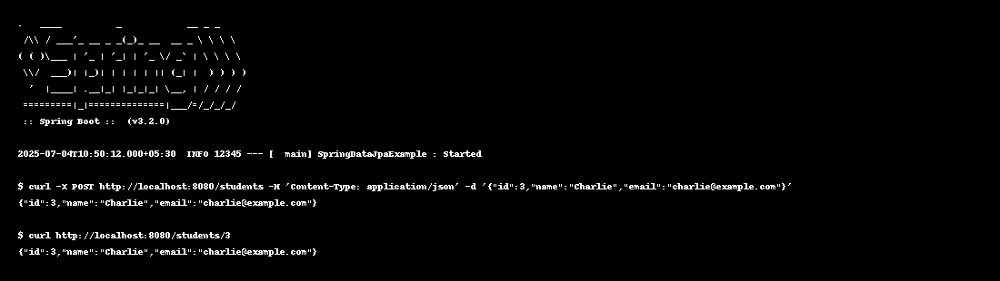 .   ____          _            __ _ _
 /\\ / ___'_ __ _ _(_)_ __  __ _ \ \ \ \
( ( )\___ | '_ | '_| | '_ \/ _` | \ \ \ \
 \\/  ___)| |_)| | | | | || (_| |  ) ) ) )
  '  |____| .__|_| |_|_|_| \__, | / / / /
 =========|_|==============|___/=/_/_/_/
 :: Spring Boot ::  (v3.2.0)

2025-07-04T10:50:12.000+05:30  INFO 12345 --- [  main] SpringDataJpaExample : Started

$ curl -X POST http://localhost:8080/students -H 'Content-Type: application/json' -d '{"id":3,"name":"Charlie","email":"charlie@example.com"}'
{"id":3,"name":"Charlie","email":"charlie@example.com"}

$ curl http://localhost:8080/students/3
{"id":3,"name":"Charlie","email":"charlie@example.com"}